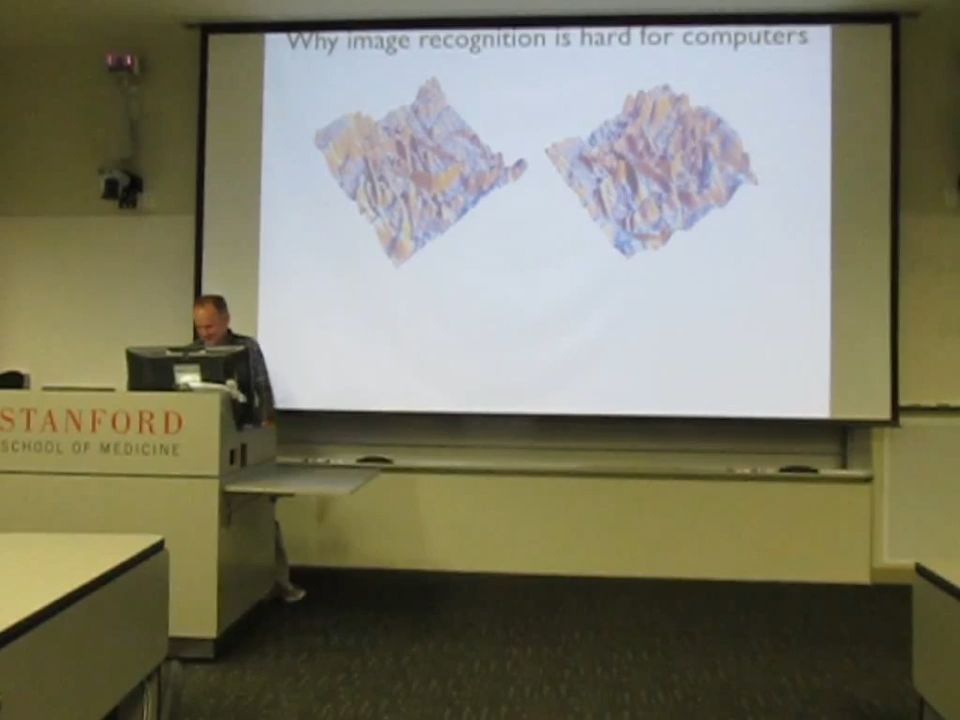 Why image recognition is hard for computers
STANFORD
SCHOOL OF MEDICINE